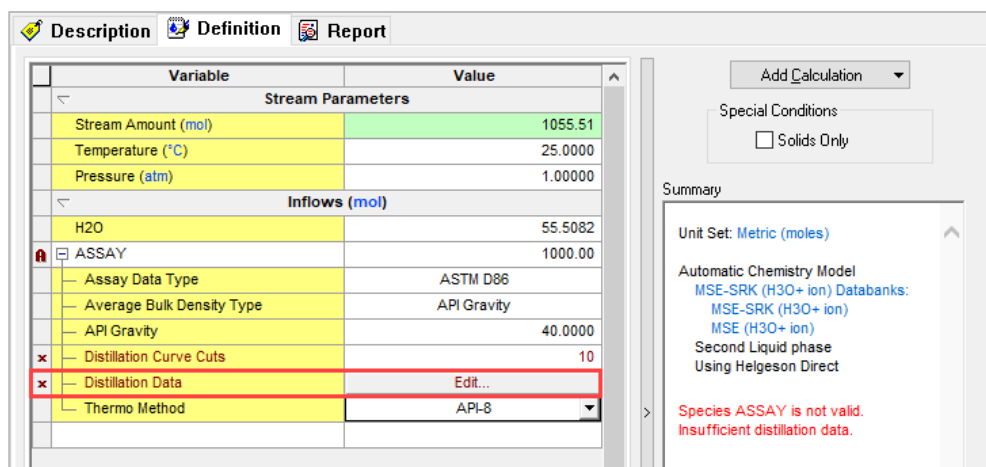 Description Definition Report
Variable Value
Stream Parameters
Stream Amount (mol) 1055.51
Temperature (°C) 25.0000
Pressure (atm) 1.00000
Inflows (mol)
H2O 55.5082
A ASSAY 1000.00
Assay Data Type ASTM D86
Average Bulk Density Type API Gravity
API Gravity 40.0000
x Distillation Curve Cuts 10
x Distillation Data Edit...
Thermo Method API-8
Add Calculation
Special Conditions
Solids Only
Summary
Unit Set: Metric (moles)
Automatic Chemistry Model
MSE-SRK (H3O+ ion) Databanks:
MSE-SRK (H3O+ ion)
MSE (H3O+ ion)
Second Liquid phase
Using Helgeson Direct
Species ASSAY is not valid.
Insufficient distillation data.